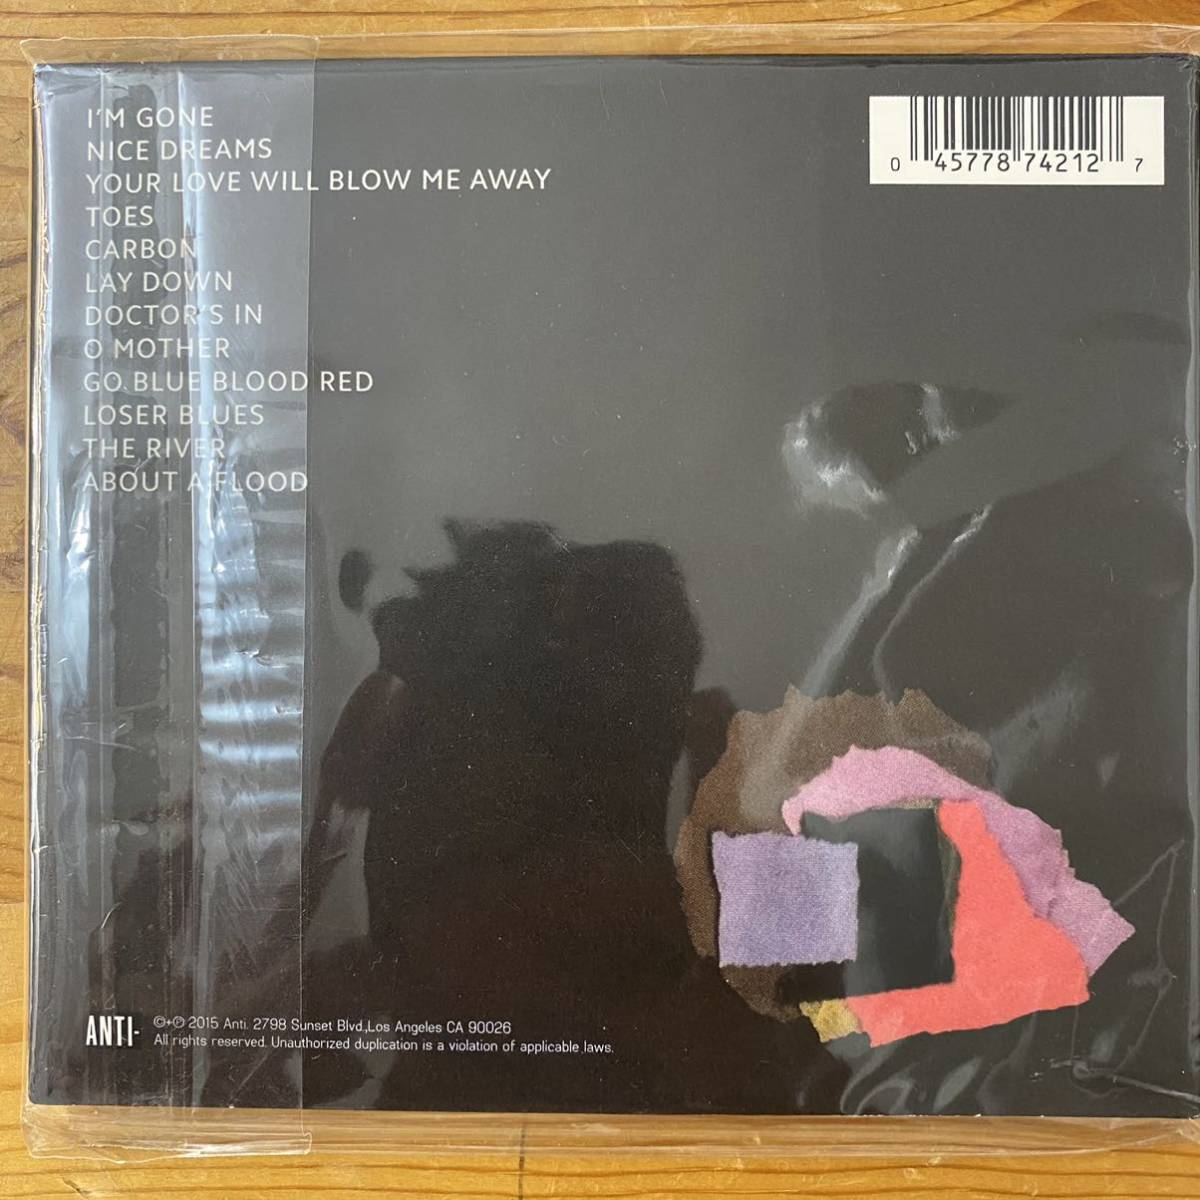 I'M GONE
NICE DREAMS
YOUR LOVE WILL BLOW ME AWAY
TOES
CARBON
LAY DOWN
DOCTOR'S IN
O MOTHER
GO BLUE BLOOD RED
LOSER BLUES
THE RIVER
ABOUT A FLOOD
0 45778 74212 7
ANTI-
©+℗ 2015 Anti. 2798 Sunset Blvd.,Los Angeles CA 90026
All rights reserved. Unauthorized duplication is a violation of applicable laws.